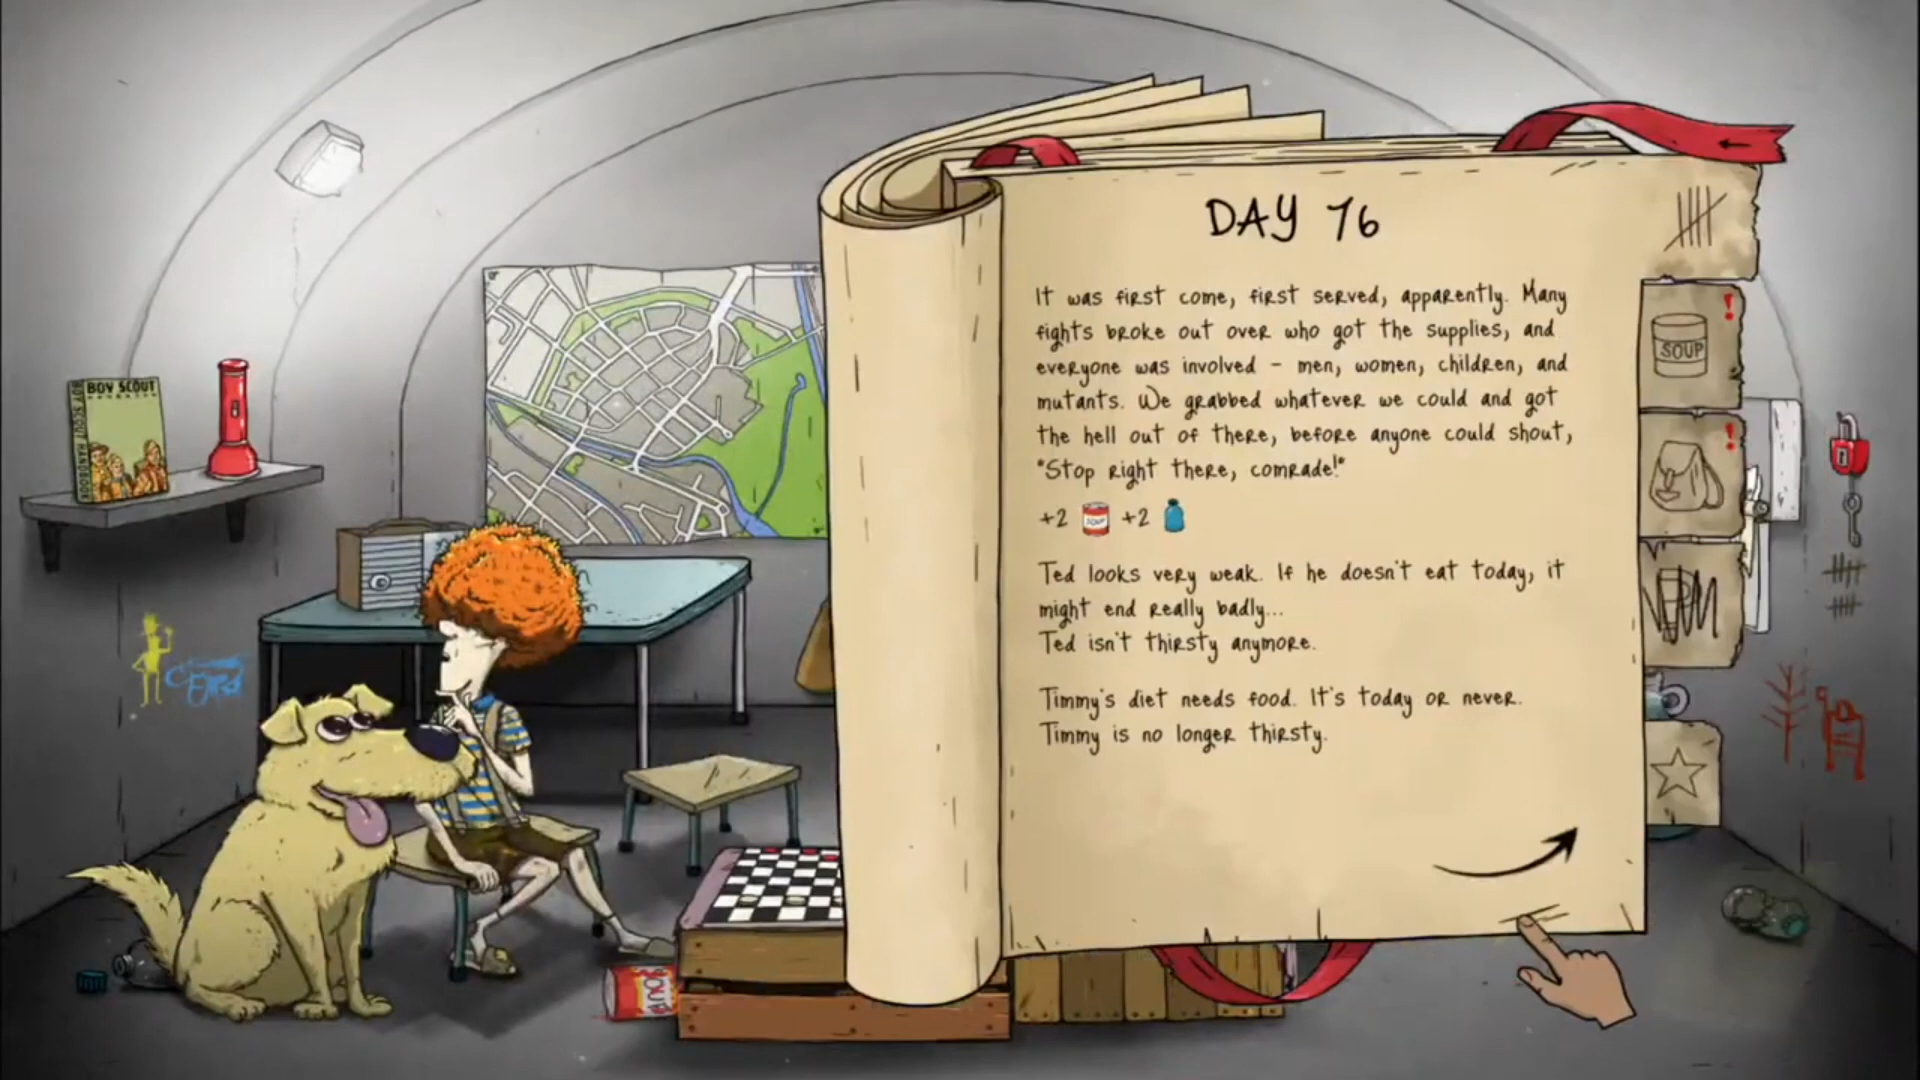 DAY 76
It was first come, first served, apparently. Many
fights broke out over who got the supplies, and
everyone was involved - men, women, children, and
mutants. We grabbed whatever we could and got
the hell out of there, before anyone could shout,
"Stop right there, comrade!"
+2 SOUP +2
Ted looks very weak. If he doesn't eat today, it
might end really badly...
Ted isn't thirsty anymore.
Timmy's diet needs food. It's today or never.
Timmy is no longer thirsty.
!
SOUP
!
BOY SCOUT
BOY SCOUT HANDBOOK
SOUP